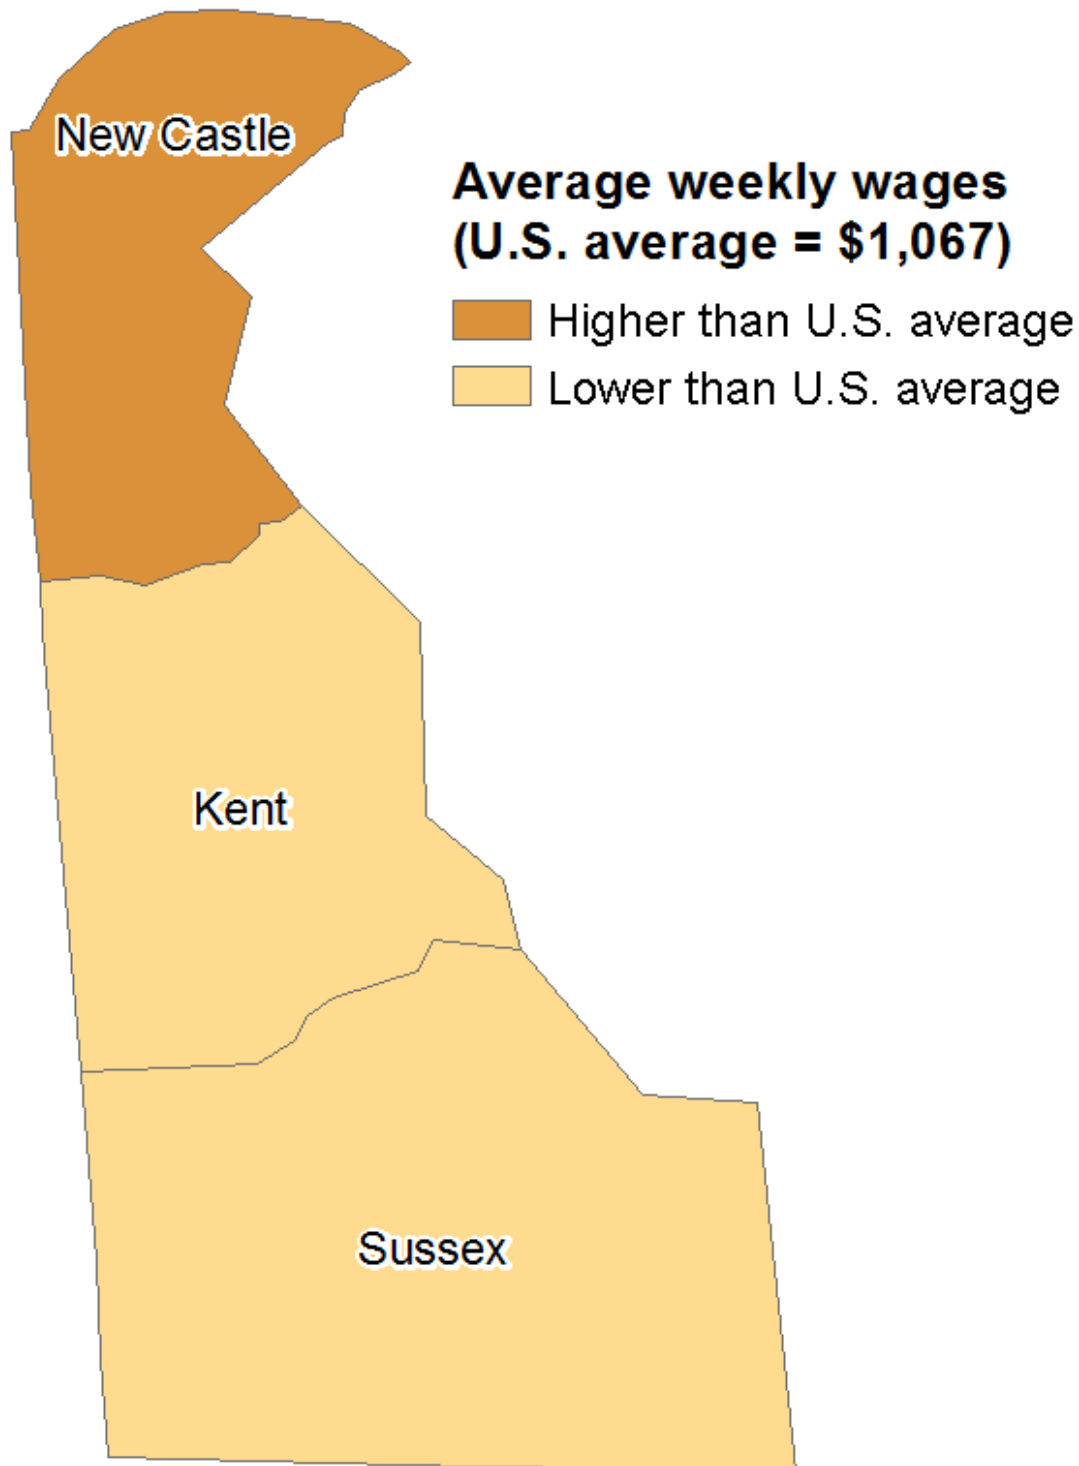 New Castle
Average weekly wages
(U.S. average = $1,067)
Higher than U.S. average
Lower than U.S. average
Kent
Sussex